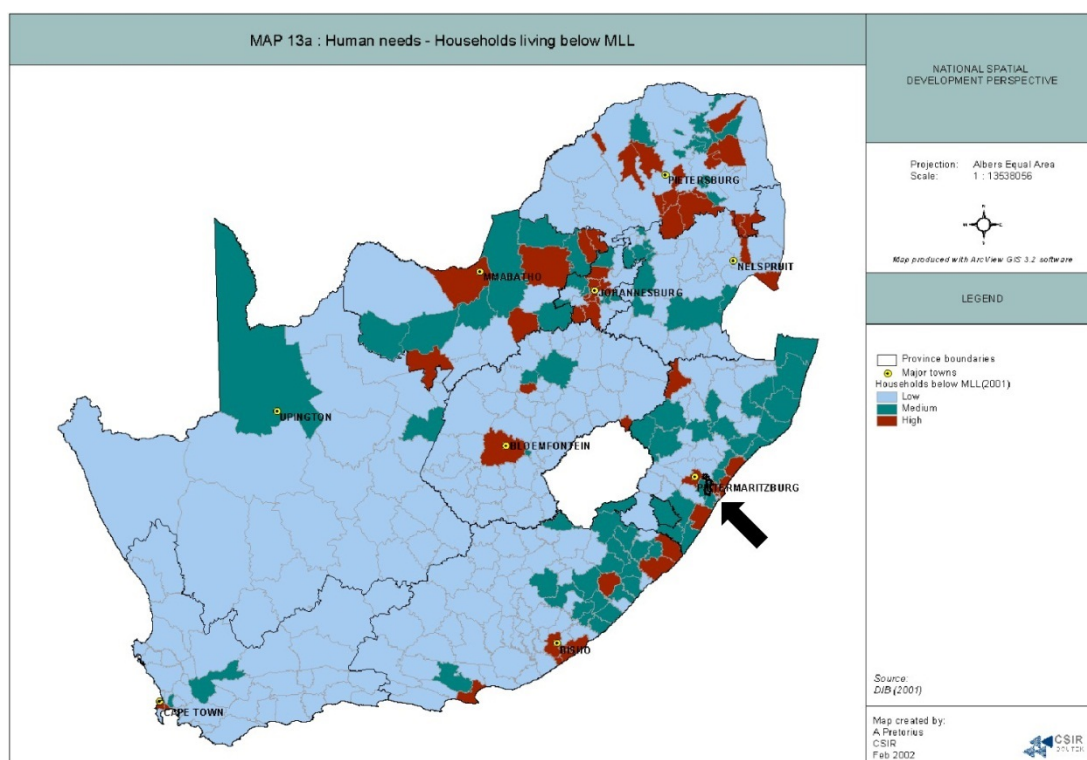 MAP 13a : Human needs - Households living below MLL
NATIONAL SPATIAL
DEVELOPMENT PERSPECTIVE
Projection: Albers Equal Area
Scale: 1 : 13538056
N
W E
S
Map produced with ArcView GIS 3.2 software
LEGEND
Province boundaries
Major towns
Households below MLL(2001)
Low
Medium
High
PIETERSBURG
MMABATHO
NELSPRUIT
JOHANNESBURG
UPINGTON
BLOEMFONTEIN
PIETERMARITZBURG
BISHO
CAPE TOWN
Source:
DIB (2001)
Map created by:
A Pretorius
CSIR
Feb 2002
CSIR